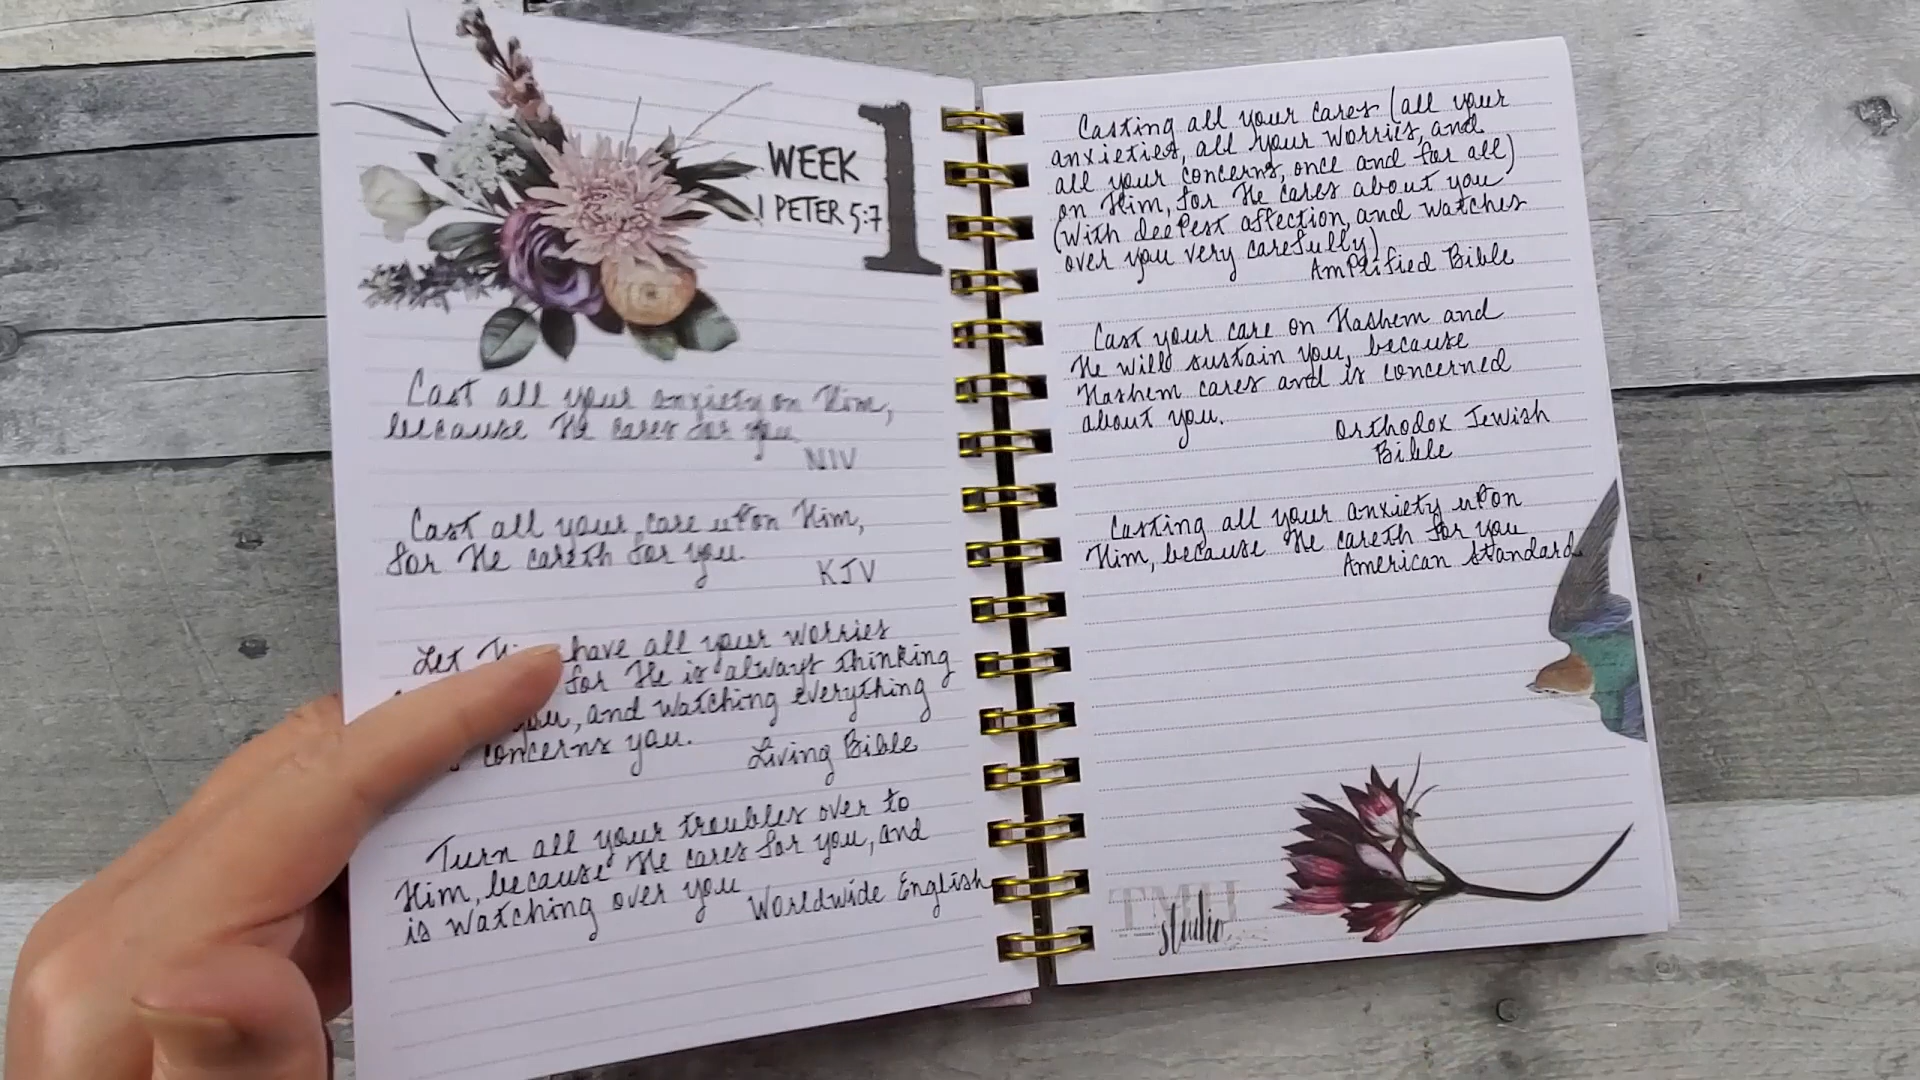 WEEK 1
1 PETER 5:7
Cast all your anxiety on Him,
because He cares for you
NIV
Cast all your care upon Him,
for He careth for you.
KJV
Let have all your worries
for He is always thinking
you, and watching everything
concerns you.
Living Bible
Turn all your troubles over to
Him, because He cares for you, and
is watching over you
Worldwide English
Casting all your cares (all your
anxieties, all your worries, and
all your concerns, once and for all)
on Him, for He cares about you
(with deepest affection, and watches
over you very carefully)
Amplified Bible
Cast your care on Hashem and
He will sustain you, because
Hashem cares and is concerned
about you.
Orthodox Jewish
Bible
Casting all your anxiety upon
Him, because He careth for you
American Standard
TMH
studio